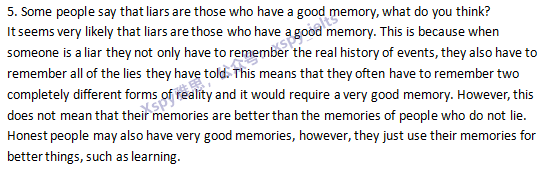 5. Some people say that liars are those who have a good memory, what do you think?
It seems very likely that liars are those who have a good memory. This is because when
someone is a liar they not only have to remember the real history of events, they also have to
remember all of the lies they have told. This means that they often have to remember two
completely different forms of reality and it would require a very good memory. However, this
does not mean that their memories are better than the memories of people who do not lie.
Honest people may also have very good memories, however, they just use their memories for
better things, such as learning.